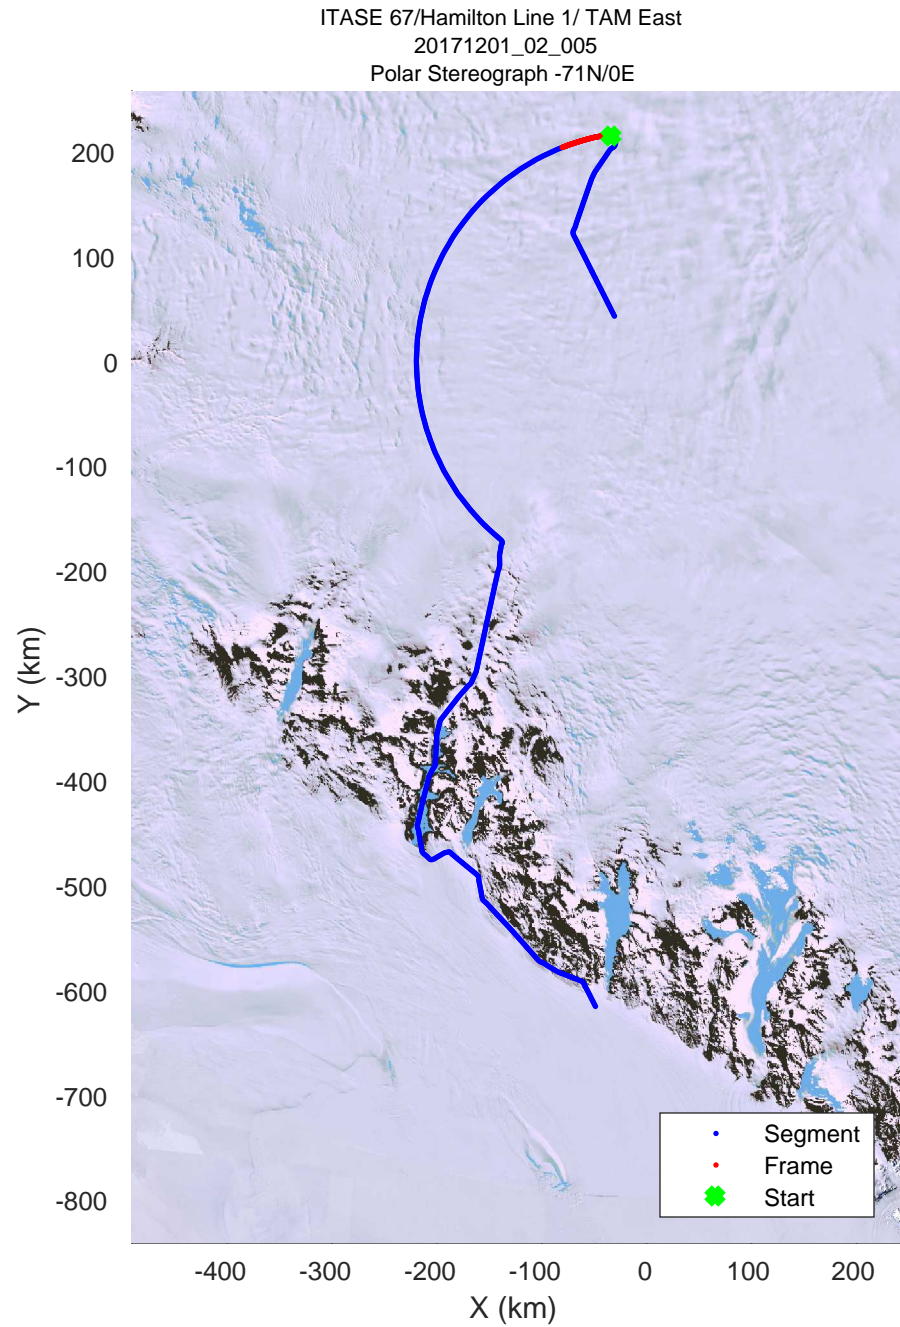 ITASE 67/Hamilton Line 1/ TAM East
20171201_02_005
Polar Stereograph -71N/0E
200
100
0
-100
-200
-300
-400
-500
-600
-700
-800
Y (km)
-400 -300 -200 -100 0 100 200
X (km)
Segment
Frame
Start